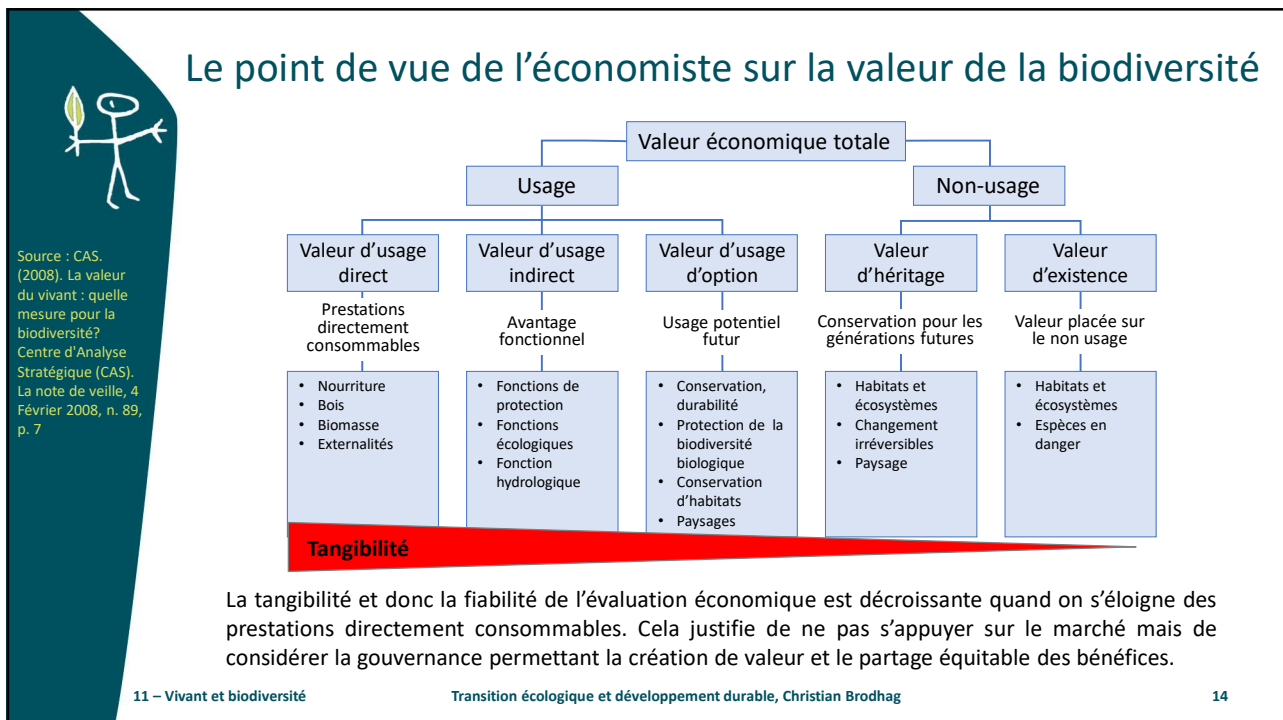 Le point de vue de l'économiste sur la valeur de la biodiversité
Source : CAS.
(2008). La valeur
du vivant : quelle
mesure pour la
biodiversité?
Centre d'Analyse
Stratégique (CAS).
La note de veille, 4
Février 2008, n. 89,
p. 7
Valeur économique totale
Usage
Non-usage
Valeur d'usage
direct
Valeur d'usage
indirect
Valeur d'usage
d'option
Valeur
d'héritage
Valeur
d'existence
Prestations
directement
consommables
Avantage
fonctionnel
Usage potentiel
futur
Conservation pour les
générations futures
Valeur placée sur
le non usage
• Nourriture
• Bois
• Biomasse
• Externalités
• Fonctions de
protection
• Fonctions
écologiques
• Fonction
hydrologique
• Conservation,
durabilité
• Protection de la
biodiversité
biologique
• Conservation
d'habitats
• Paysages
• Habitats et
écosystèmes
• Changement
irréversibles
• Paysage
• Habitats et
écosystèmes
• Espèces en
danger
Tangibilité
La tangibilité et donc la fiabilité de l'évaluation économique est décroissante quand on s'éloigne des
prestations directement consommables. Cela justifie de ne pas s'appuyer sur le marché mais de
considérer la gouvernance permettant la création de valeur et le partage équitable des bénéfices.
11 – Vivant et biodiversité
Transition écologique et développement durable, Christian Brodhag
14